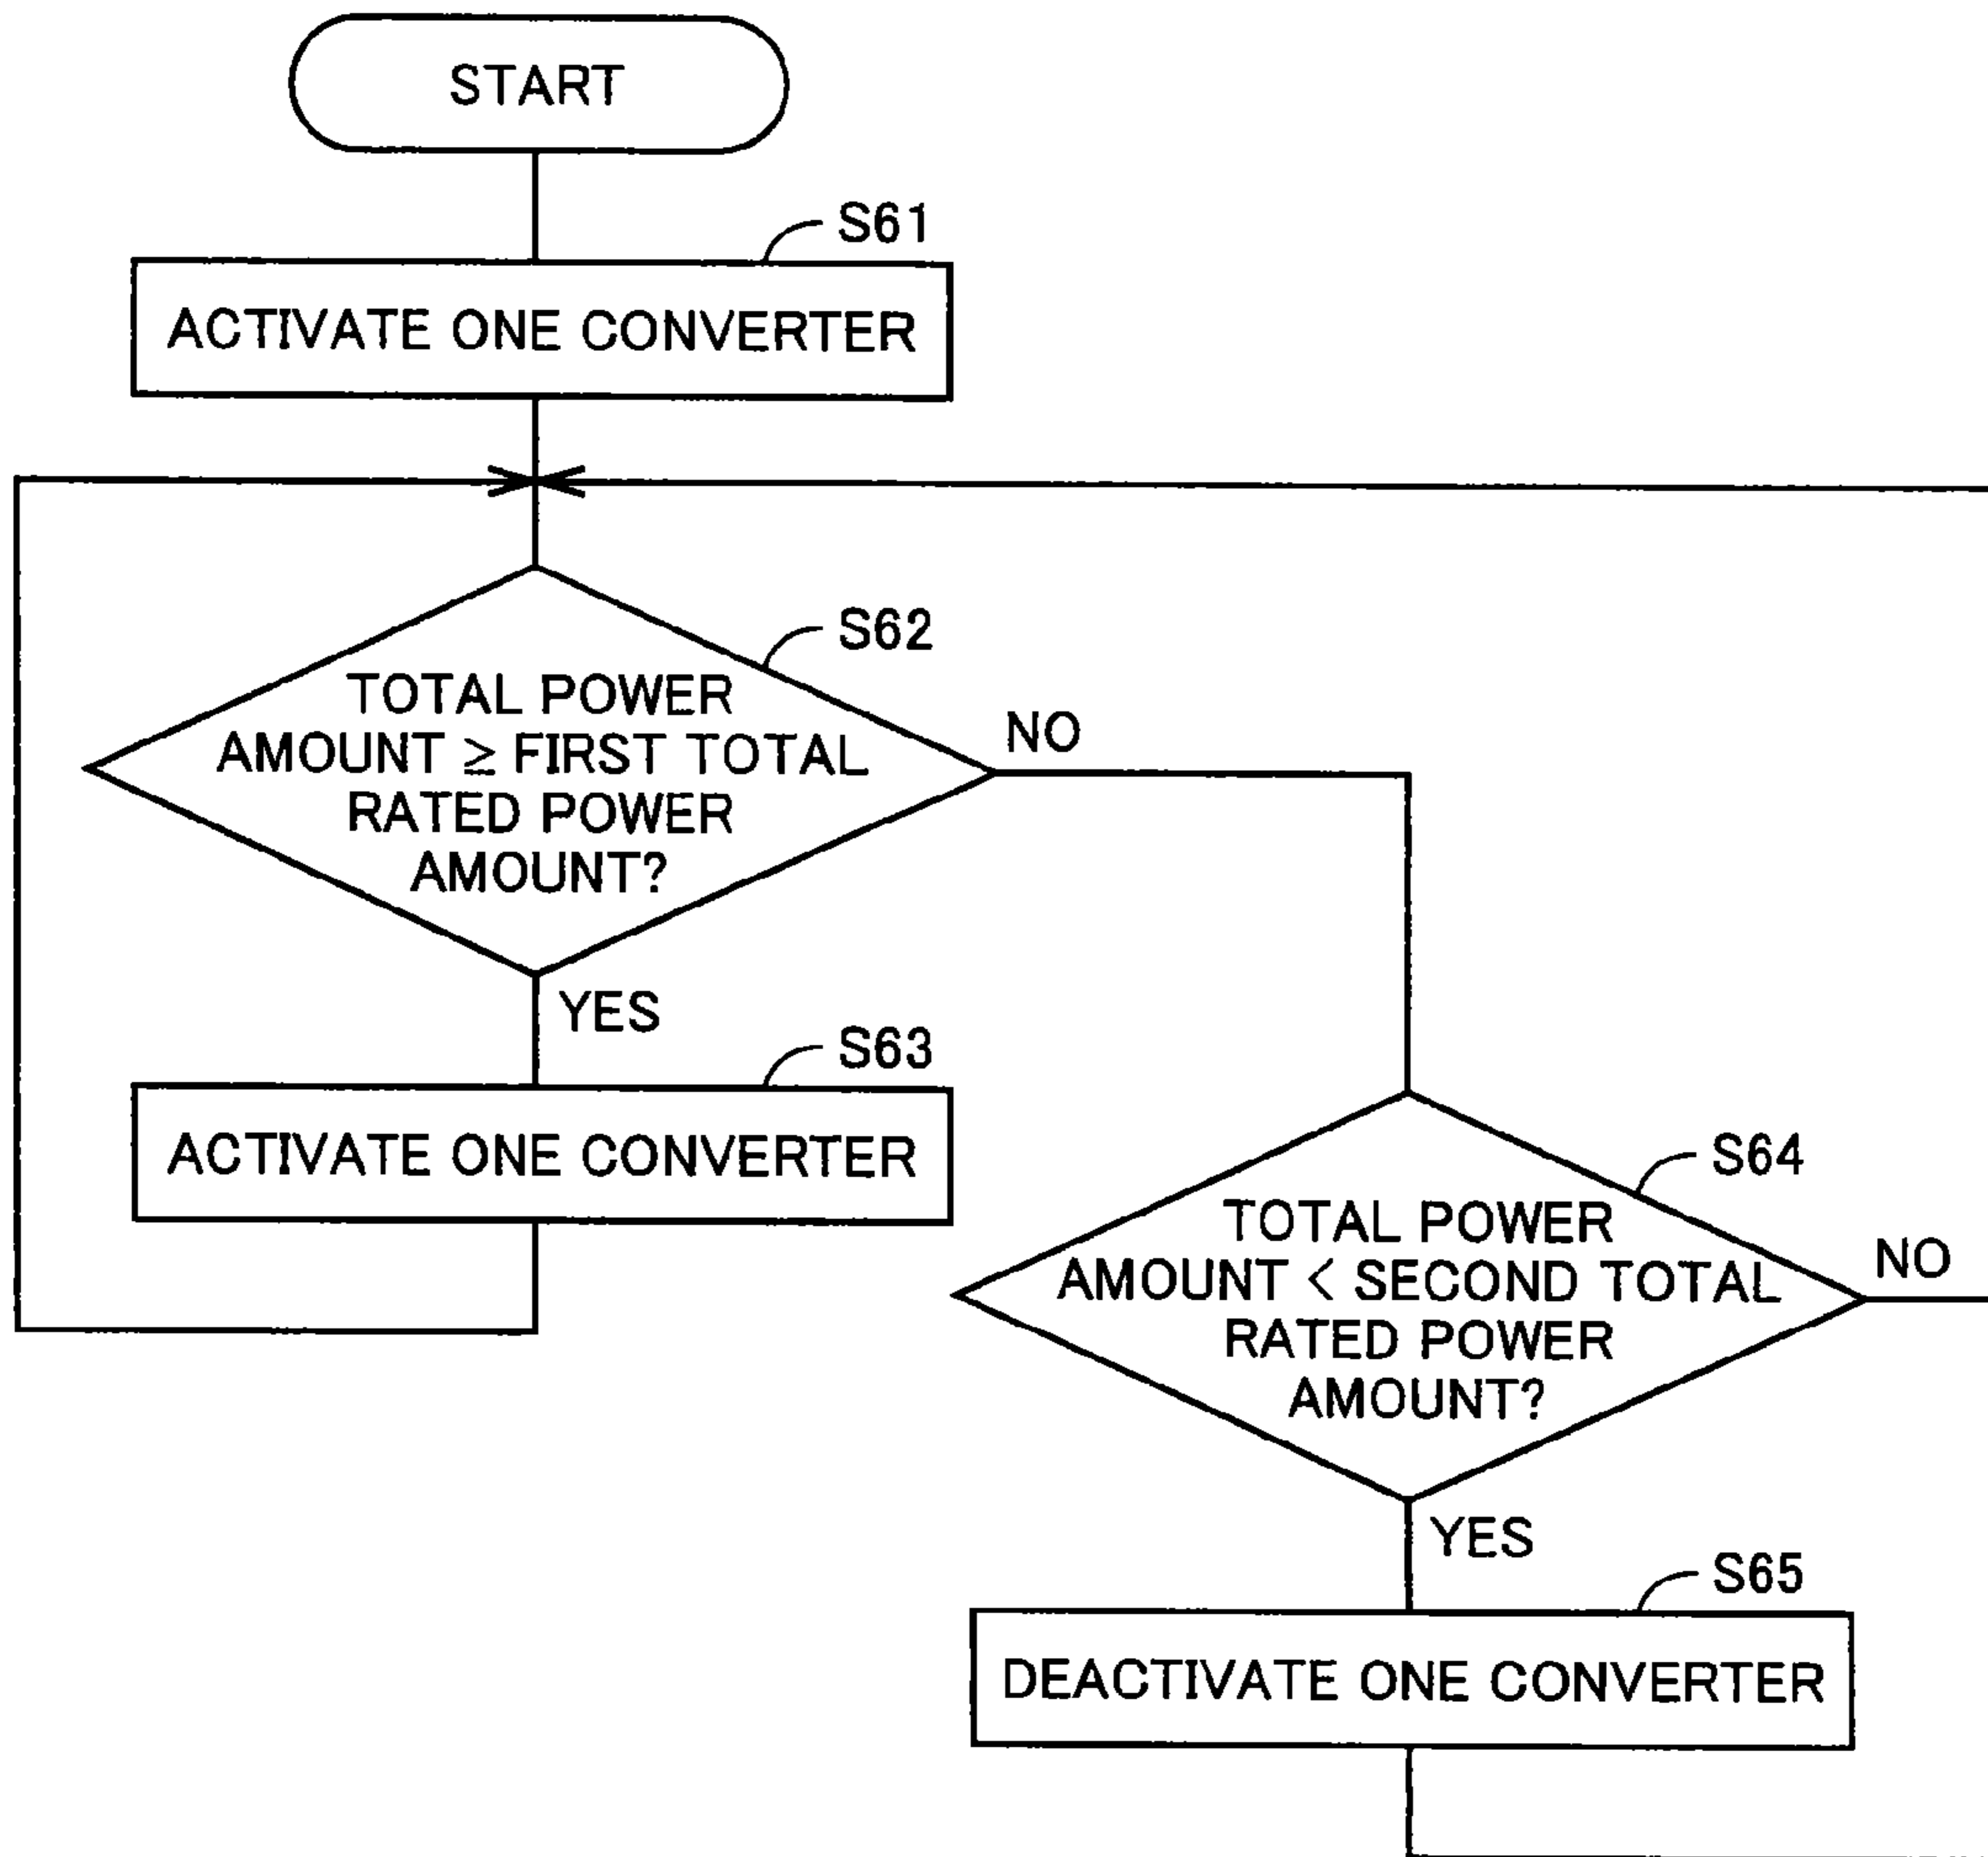 START
S61
ACTIVATE ONE CONVERTER
S62
TOTAL POWER
AMOUNT ≧ FIRST TOTAL
RATED POWER
AMOUNT?
NO
YES
S63
ACTIVATE ONE CONVERTER
S64
TOTAL POWER
AMOUNT < SECOND TOTAL
RATED POWER
AMOUNT?
NO
YES
S65
DEACTIVATE ONE CONVERTER